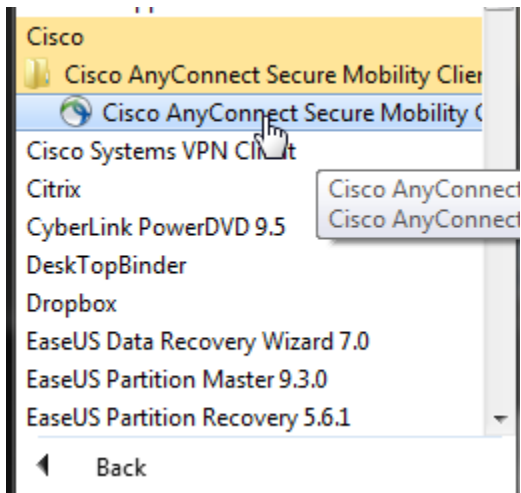 Cisco
Cisco AnyConnect Secure Mobility Clier
Cisco AnyConnect Secure Mobility (
Cisco Systems VPN Client
Citrix
Cisco AnyConnect
CyberLink PowerDVD 9.5
Cisco AnyConnect
DeskTopBinder
Dropbox
EaseUS Data Recovery Wizard 7.0
EaseUS Partition Master 9.3.0
EaseUS Partition Recovery 5.6.1
Back